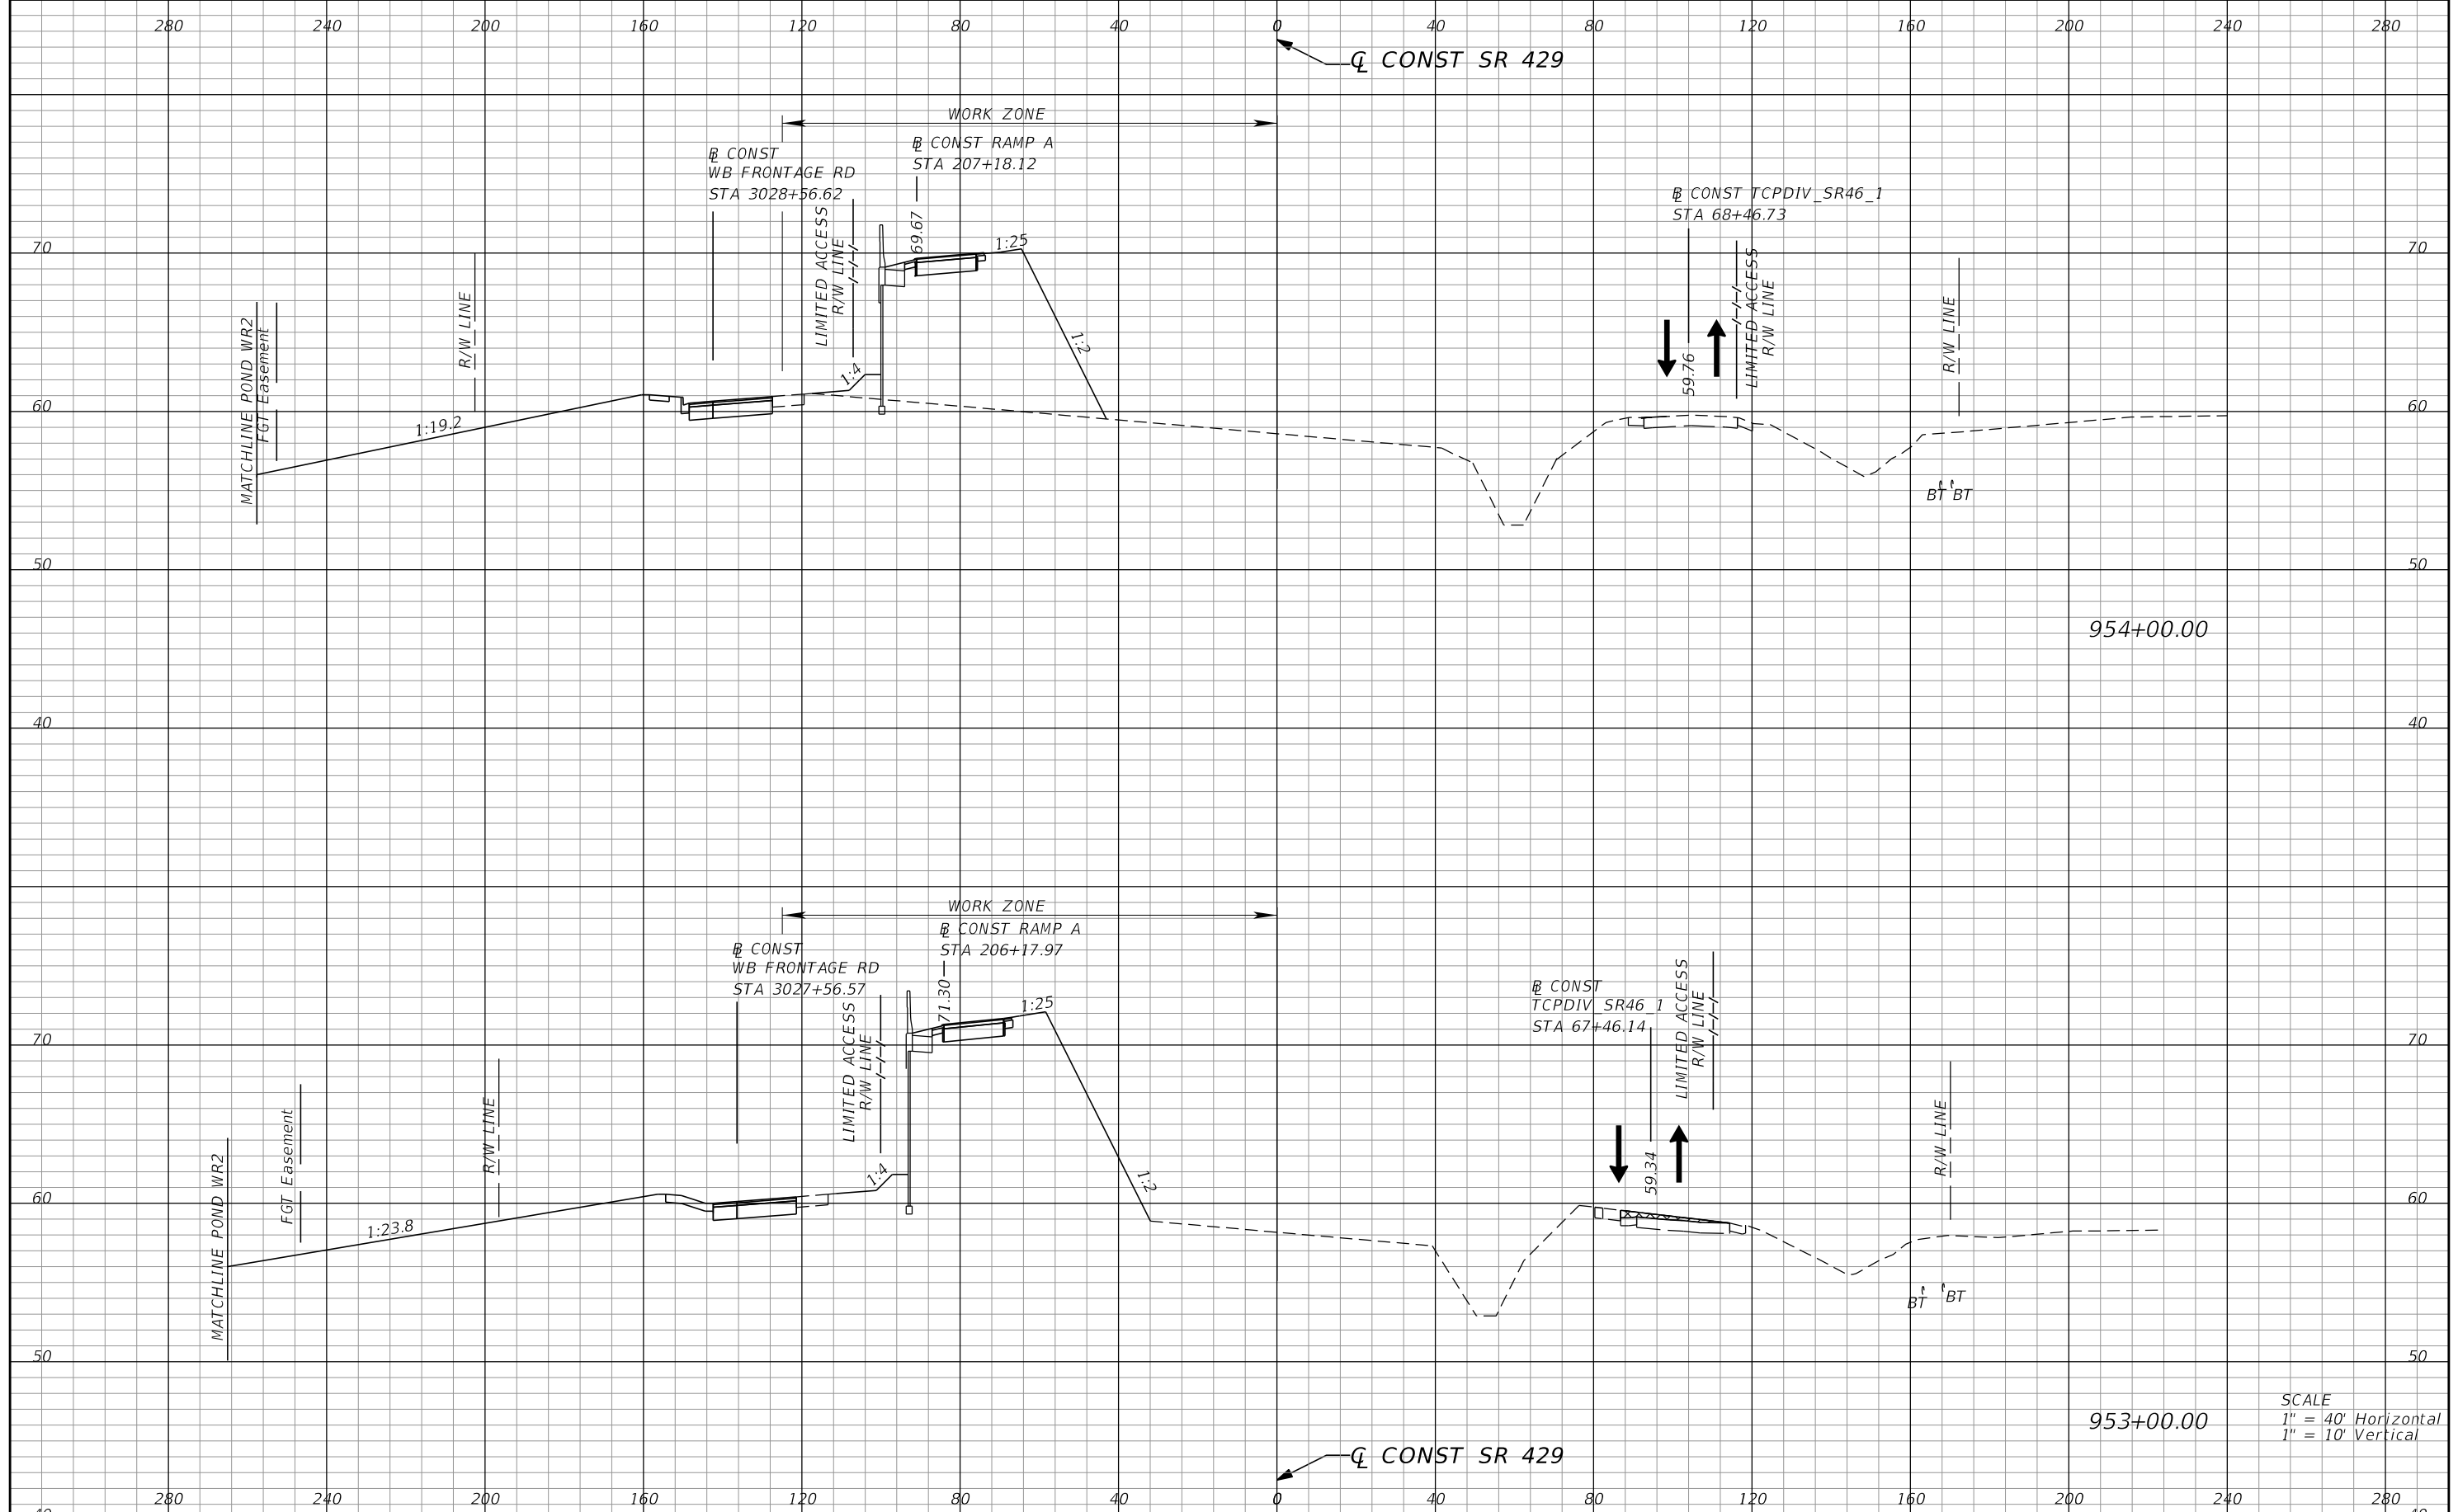 280 240 200 160 120 80 40 0 40 80 120 160 200 240 280
℄ CONST SR 429
WORK ZONE
BL CONST
WB FRONTAGE RD
STA 3028+56.62
BL CONST RAMP A
STA 207+18.12
BL CONST TCPDIV_SR46_1
STA 68+46.73
MATCHLINE POND WR2
FGT Easement
R/W LINE
LIMITED ACCESS
R/W LINE
69.67
1:25
1:2
1:4
1:19.2
59.76
LIMITED ACCESS
R/W LINE
R/W LINE
BT BT
70 70
60 60
50 50
954+00.00
40 40
WORK ZONE
BL CONST
WB FRONTAGE RD
STA 3027+56.57
BL CONST RAMP A
STA 206+17.97
BL CONST
TCPDIV_SR46_1
STA 67+46.14
MATCHLINE POND WR2
FGT Easement
R/W LINE
LIMITED ACCESS
R/W LINE
71.30
1:25
1:2
1:4
1:23.8
59.34
LIMITED ACCESS
R/W LINE
R/W LINE
BT BT
70 70
60 60
50 50
953+00.00
SCALE
1" = 40' Horizontal
1" = 10' Vertical
℄ CONST SR 429
280 240 200 160 120 80 40 0 40 80 120 160 200 240 280